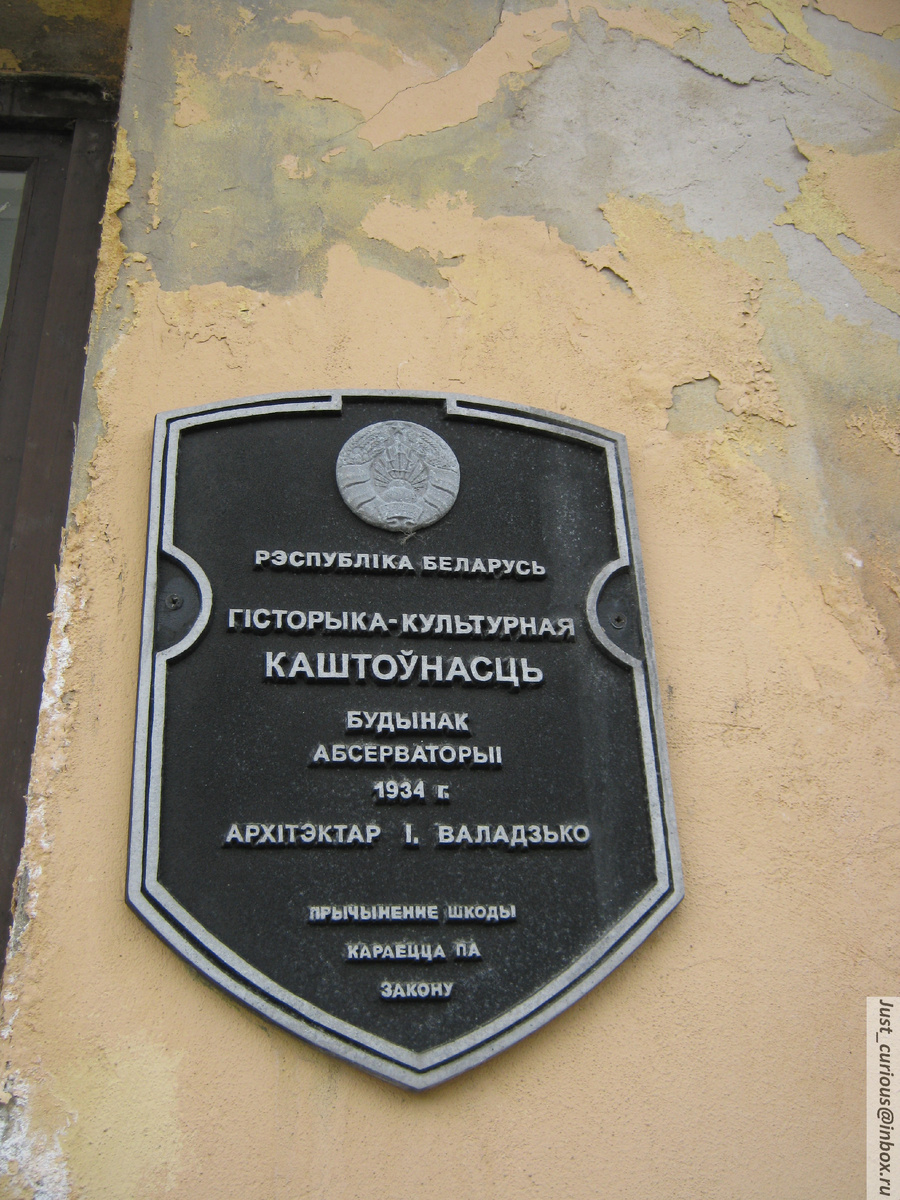 РЭСПУБЛІКА БЕЛАРУСЬ
ГІСТОРЫКА-КУЛЬТУРНАЯ
КАШТОЎНАСЦЬ
БУДЫНАК
АБСЕРВАТОРЫІ
1934 г.
АРХІТЭКТАР І. ВАЛАДЗЬКО
ПРЫЧЫНЕННЕ ШКОДЫ
КАРАЕЦЦА ПА
ЗАКОНУ
Just_curious@inbox.ru